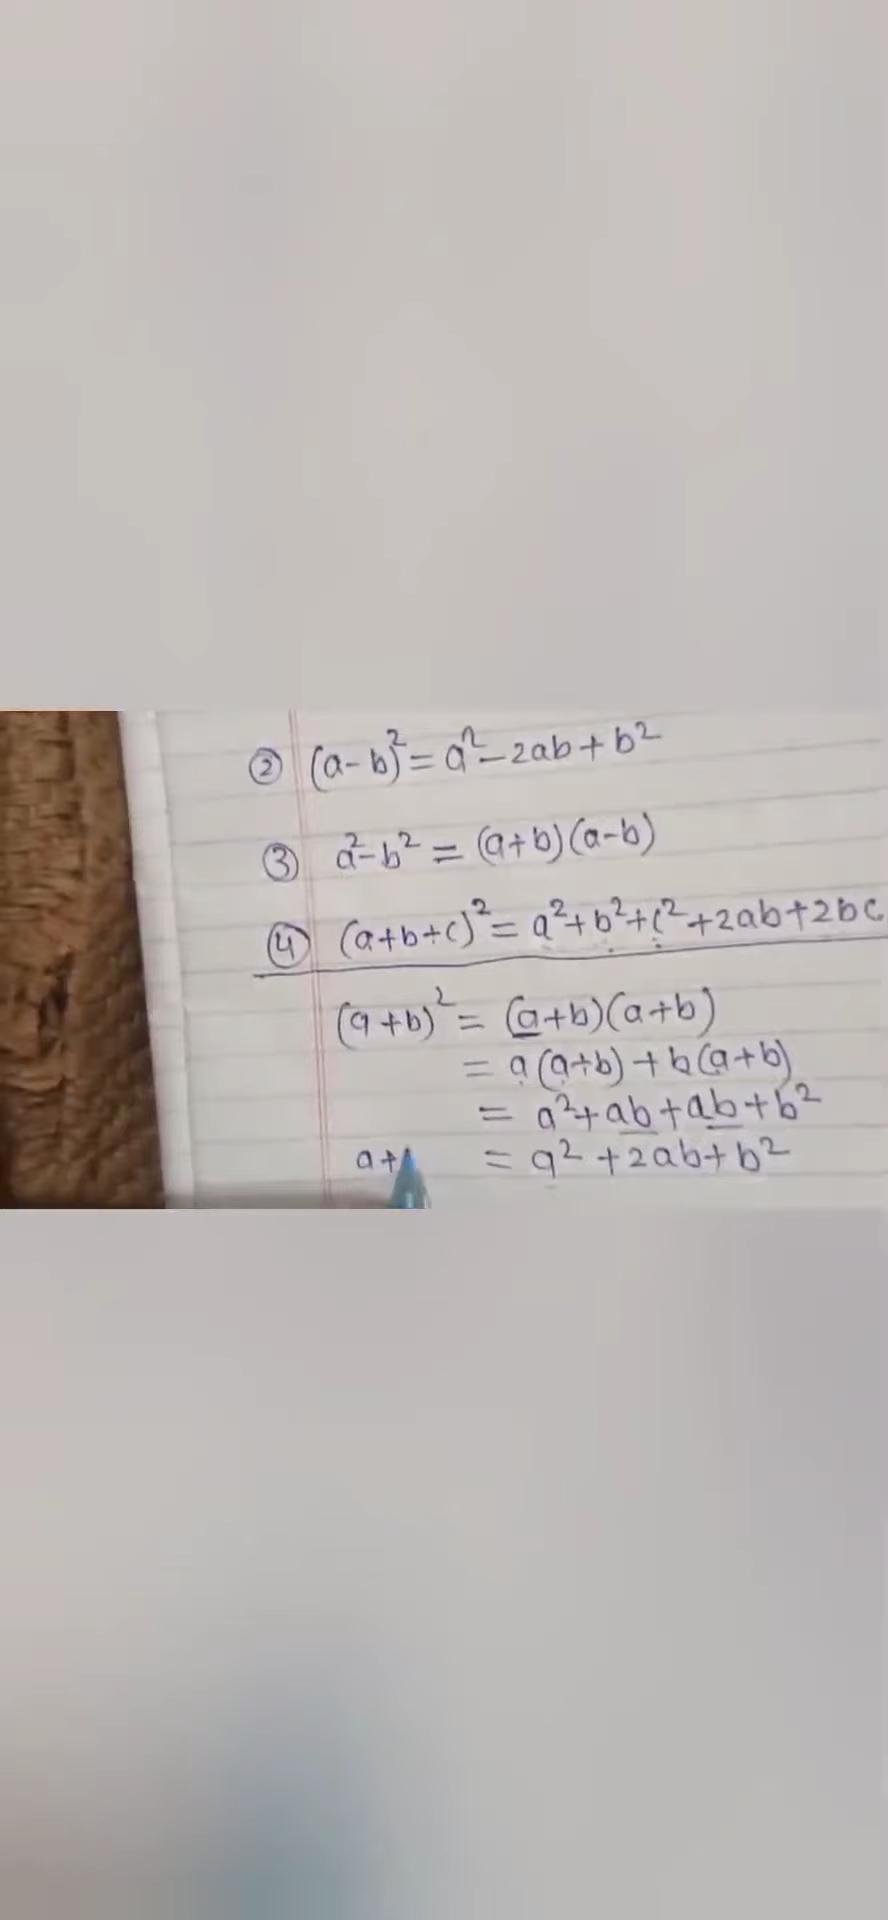 ② (a-b)² = a² - 2ab + b²
③ a² - b² = (a+b)(a-b)
④ (a+b+c)² = a² + b² + c² + 2ab + 2bc
(a+b)² = (a+b)(a+b)
= a(a+b) + b(a+b)
= a² + ab + ab + b²
a+ = a² + 2ab + b²